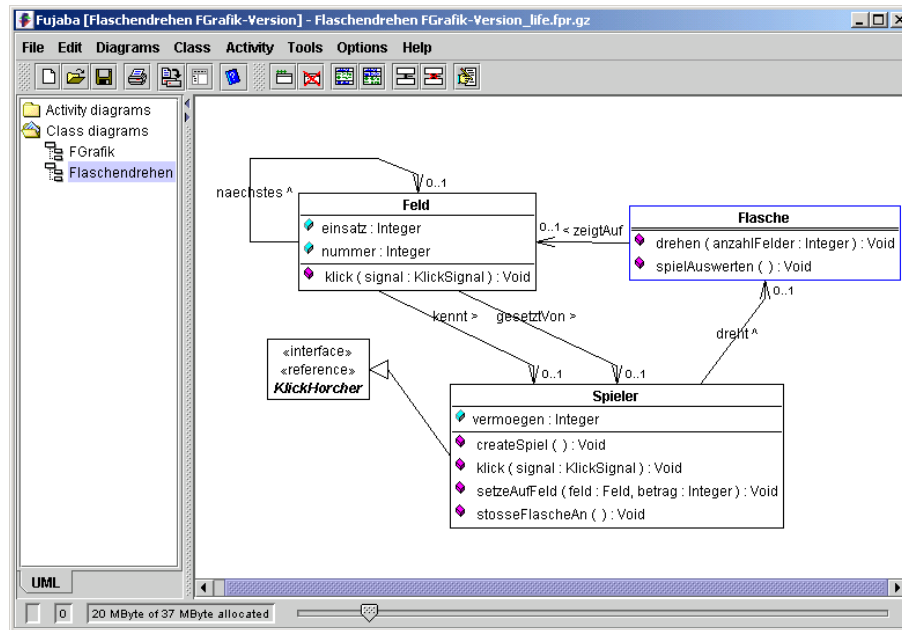 Fujaba [Flaschendrehen FGrafik-Version] - Flaschendrehen FGrafik-Version_life.fpr.gz
File Edit Diagrams Class Activity Tools Options Help
Activity diagrams
Class diagrams
FGrafik
Flaschendrehen
naechstes ^
0..1
Feld
einsatz : Integer
nummer : Integer
klick ( signal : KlickSignal ) : Void
0..1 < zeigtAuf
Flasche
drehen ( anzahlFelder : Integer ) : Void
spielAuswerten ( ) : Void
0..1
kennt > gesetztVon >
dreht ^
«interface»
«reference»
KlickHorcher
0..1 0..1
Spieler
vermoegen : Integer
createSpiel ( ) : Void
klick ( signal : KlickSignal ) : Void
setzeAufFeld ( feld : Feld, betrag : Integer ) : Void
stosseFlascheAn ( ) : Void
UML
0 20 MByte of 37 MByte allocated